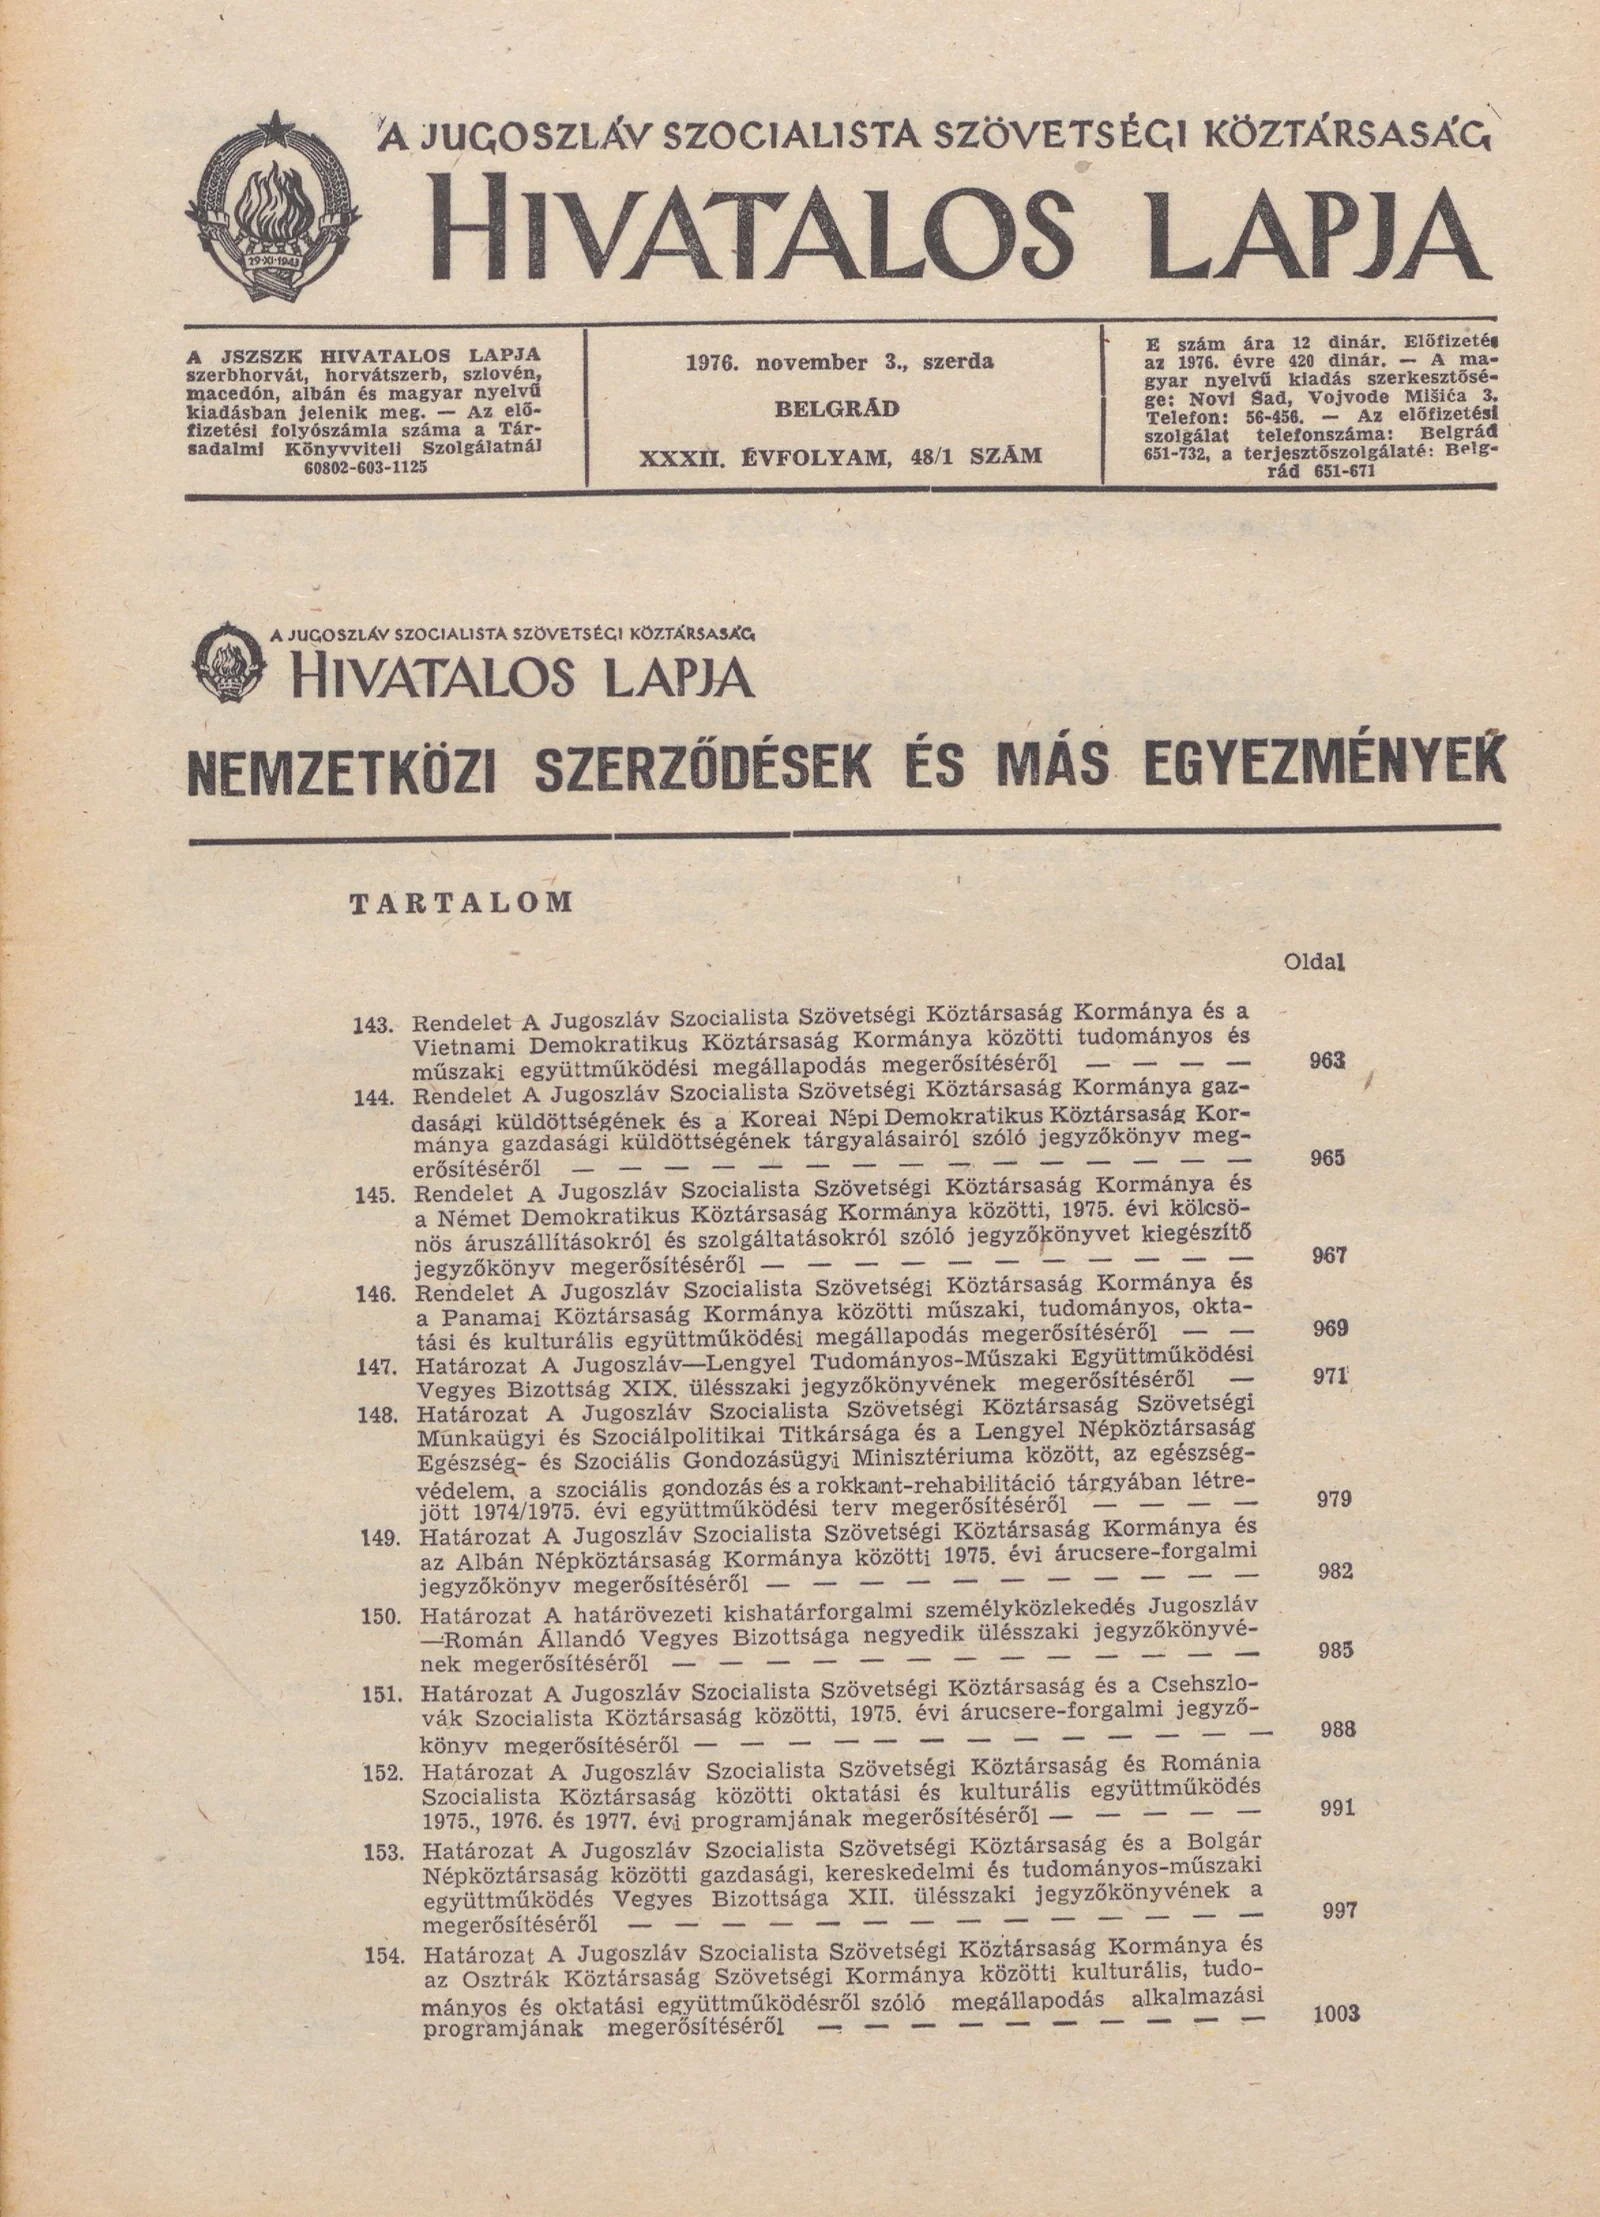 A JUGOSZLÁV SZOCIALISTA SZÖVETSÉGI KÖZTÁRSASÁG
HIVATALOS LAPJA
29·XI·1943
A JSZSZK HIVATALOS LAPJA
szerbhorvát, horvátszerb, szlovén,
macedón, albán és magyar nyelvű
kiadásban jelenik meg. — Az elő-
fizetési folyószámla száma a Tár-
sadalmi Könyvviteli Szolgálatnál
60802-603-1125
1976. november 3., szerda
BELGRÁD
XXXII. ÉVFOLYAM, 48/1 SZÁM
E szám ára 12 dinár. Előfizetés
az 1976. évre 420 dinár. — A ma-
gyar nyelvű kiadás szerkesztősé-
ge: Novi Sad, Vojvode Mišića 3.
Telefon: 56-456. — Az előfizetési
szolgálat telefonszáma: Belgrád
651-732, a terjesztőszolgálaté: Belg-
rád 651-671
A JUGOSZLÁV SZOCIALISTA SZÖVETSÉGI KÖZTÁRSASÁG
HIVATALOS LAPJA
NEMZETKÖZI SZERZŐDÉSEK ÉS MÁS EGYEZMÉNYEK
TARTALOM
Oldal
143. Rendelet A Jugoszláv Szocialista Szövetségi Köztársaság Kormánya és a
Vietnami Demokratikus Köztársaság Kormánya közötti tudományos és
műszaki együttműködési megállapodás megerősítéséről — — — — 963
144. Rendelet A Jugoszláv Szocialista Szövetségi Köztársaság Kormánya gaz-
dasági küldöttségének és a Koreai Népi Demokratikus Köztársaság Kor-
mánya gazdasági küldöttségének tárgyalásairól szóló jegyzőkönyv meg-
erősítéséről — — — — — — — — — — — — — — — 965
145. Rendelet A Jugoszláv Szocialista Szövetségi Köztársaság Kormánya és
a Német Demokratikus Köztársaság Kormánya közötti, 1975. évi kölcsö-
nös áruszállításokról és szolgáltatásokról szóló jegyzőkönyvet kiegészítő
jegyzőkönyv megerősítéséről — — — — — — — — — — — 967
146. Rendelet A Jugoszláv Szocialista Szövetségi Köztársaság Kormánya és
a Panamai Köztársaság Kormánya közötti műszaki, tudományos, okta-
tási és kulturális együttműködési megállapodás megerősítéséről — — 969
147. Határozat A Jugoszláv—Lengyel Tudományos-Műszaki Együttműködési
Vegyes Bizottság XIX. ülésszaki jegyzőkönyvének megerősítéséről — 971
148. Határozat A Jugoszláv Szocialista Szövetségi Köztársaság Szövetségi
Munkaügyi és Szociálpolitikai Titkársága és a Lengyel Népköztársaság
Egészség- és Szociális Gondozásügyi Minisztériuma között, az egészség-
védelem, a szociális gondozás és a rokkant-rehabilitáció tárgyában létre-
jött 1974/1975. évi együttműködési terv megerősítéséről — — — — 979
149. Határozat A Jugoszláv Szocialista Szövetségi Köztársaság Kormánya és
az Albán Népköztársaság Kormánya közötti 1975. évi árucsere-forgalmi
jegyzőkönyv megerősítéséről — — — — — — — — — — — 982
150. Határozat A határövezeti kishatárforgalmi személyközlekedés Jugoszláv
—Román Állandó Vegyes Bizottsága negyedik ülésszaki jegyzőkönyvé-
nek megerősítéséről — — — — — — — — — — — — — 985
151. Határozat A Jugoszláv Szocialista Szövetségi Köztársaság és a Csehszlo-
vák Szocialista Köztársaság közötti, 1975. évi árucsere-forgalmi jegyző-
könyv megerősítéséről — — — — — — — — — — — — — 988
152. Határozat A Jugoszláv Szocialista Szövetségi Köztársaság és Románia
Szocialista Köztársaság közötti oktatási és kulturális együttműködés
1975., 1976. és 1977. évi programjának megerősítéséről — — — — — 991
153. Határozat A Jugoszláv Szocialista Szövetségi Köztársaság és a Bolgár
Népköztársaság közötti gazdasági, kereskedelmi és tudományos-műszaki
együttműködés Vegyes Bizottsága XII. ülésszaki jegyzőkönyvének a
megerősítéséről — — — — — — — — — — — — — — 997
154. Határozat A Jugoszláv Szocialista Szövetségi Köztársaság Kormánya és
az Osztrák Köztársaság Szövetségi Kormánya közötti kulturális, tudo-
mányos és oktatási együttműködésről szóló megállapodás alkalmazási
programjának megerősítéséről — — — — — — — — — — 1003